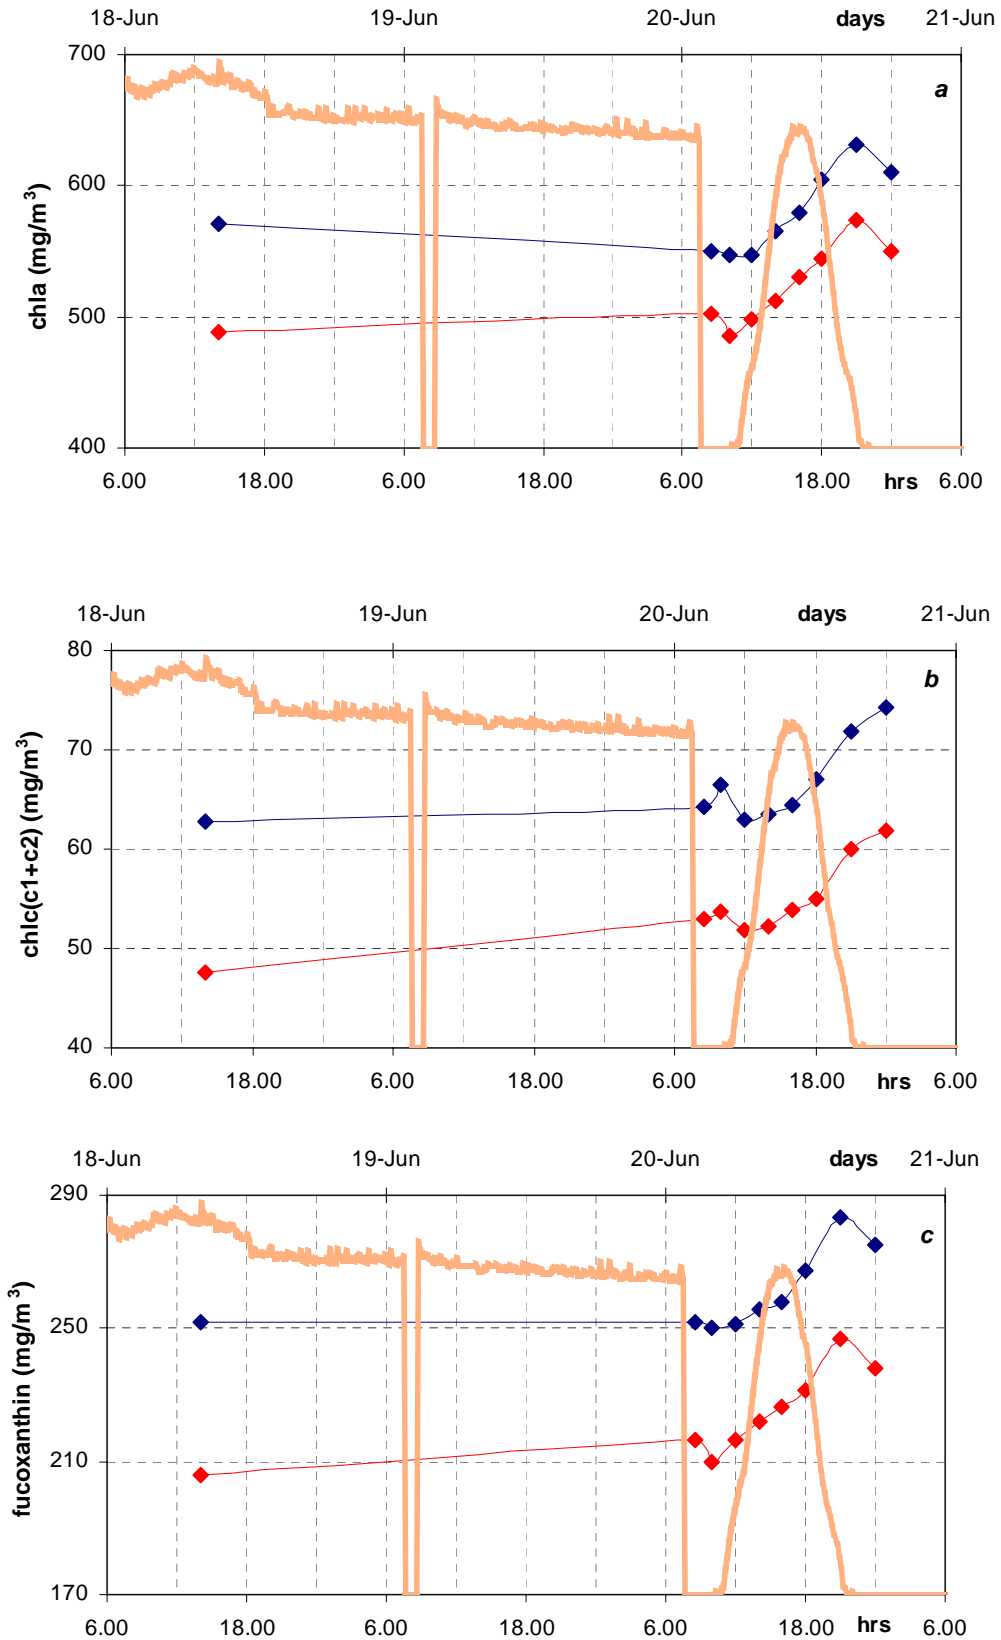 18-Jun 19-Jun 20-Jun days 21-Jun
700
a
600
500
400
chla (mg/m³)
6.00 18.00 6.00 18.00 6.00 18.00 hrs 6.00
18-Jun 19-Jun 20-Jun days 21-Jun
80
b
70
60
50
40
chlc(c1+c2) (mg/m³)
6.00 18.00 6.00 18.00 6.00 18.00 hrs 6.00
18-Jun 19-Jun 20-Jun days 21-Jun
290
c
250
210
170
fucoxanthin (mg/m³)
6.00 18.00 6.00 18.00 6.00 18.00 hrs 6.00